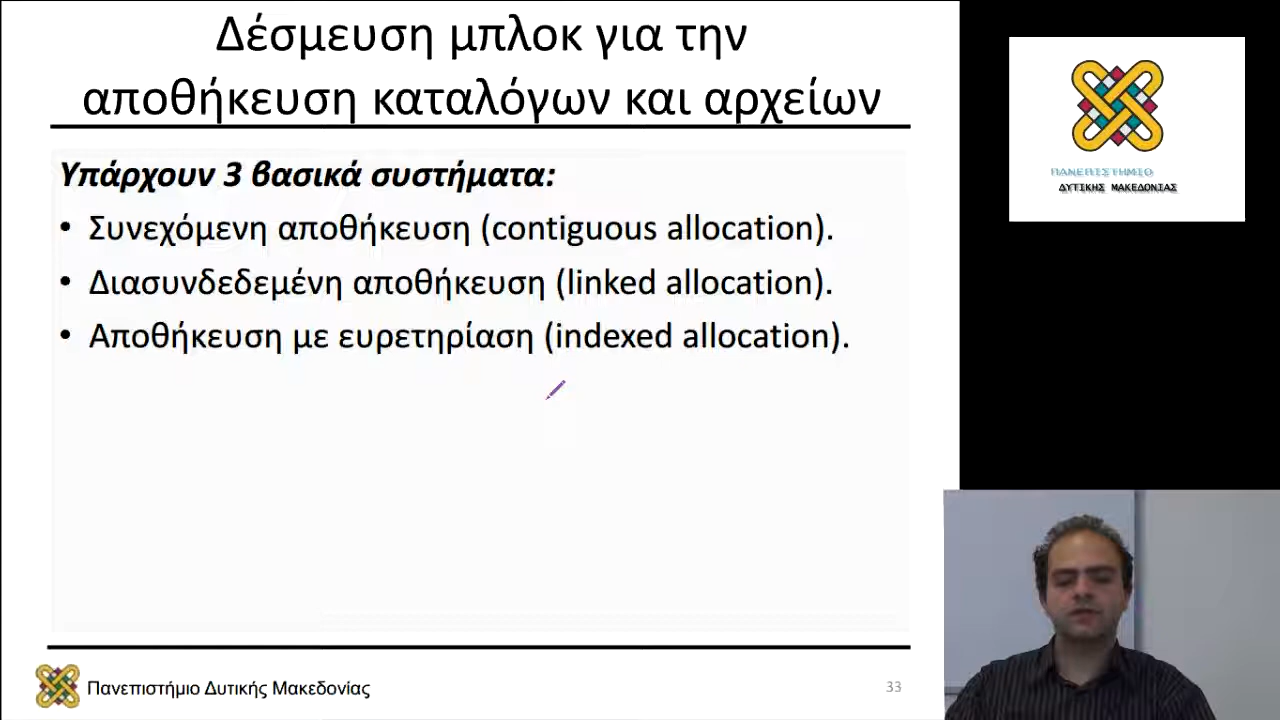 Δέσμευση μπλοκ για την
αποθήκευση καταλόγων και αρχείων
Υπάρχουν 3 βασικά συστήματα:
• Συνεχόμενη αποθήκευση (contiguous allocation).
• Διασυνδεδεμένη αποθήκευση (linked allocation).
• Αποθήκευση με ευρετηρίαση (indexed allocation).
Πανεπιστήμιο Δυτικής Μακεδονίας
33
ΠΑΝΕΠΙΣΤΗΜΙΟ
ΔΥΤΙΚΗΣ ΜΑΚΕΔΟΝΙΑΣ